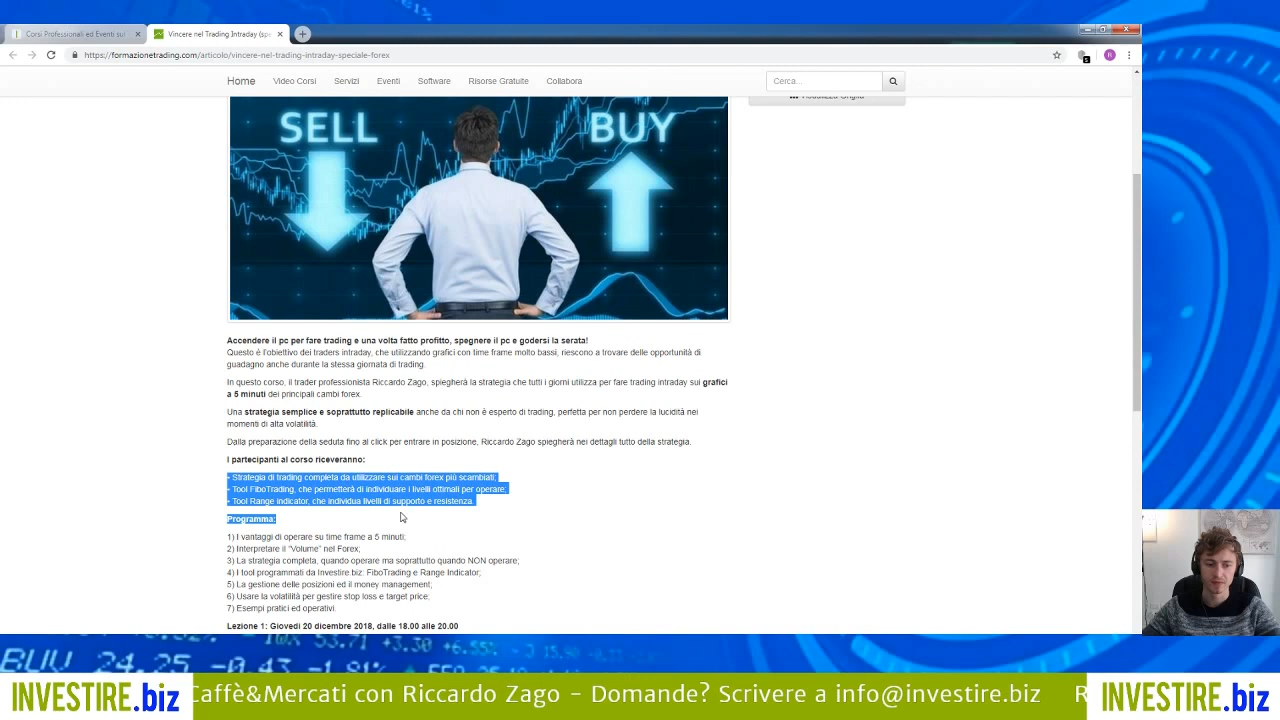 Corsi Professionali ed Eventi sui
Vincere nel Trading Intraday (spe
https://formazionetrading.com/articolo/vincere-nel-trading-intraday-speciale-forex
Home Video Corsi Servizi Eventi Software Risorse Gratuite Collabora Cerca...
SELL BUY
Accendere il pc per fare trading e una volta fatto profitto, spegnere il pc e godersi la serata!
Questo è l'obiettivo dei traders intraday, che utilizzando grafici con time frame molto bassi, riescono a trovare delle opportunità di
guadagno anche durante la stessa giornata di trading.
In questo corso, il trader professionista Riccardo Zago, spiegherà la strategia che tutti i giorni utilizza per fare trading intraday sui grafici
a 5 minuti dei principali cambi forex.
Una strategia semplice e soprattutto replicabile anche da chi non è esperto di trading, perfetta per non perdere la lucidità nei
momenti di alta volatilità.
Dalla preparazione della seduta fino al click per entrare in posizione, Riccardo Zago spiegherà nei dettagli tutto della strategia.
I partecipanti al corso riceveranno:
- Strategia di trading completa da utilizzare sui cambi forex più scambiati;
- Tool FiboTrading, che permetterà di individuare i livelli ottimali per operare;
- Tool Range indicator, che individua livelli di supporto e resistenza.
Programma:
1) I vantaggi di operare su time frame a 5 minuti;
2) Interpretare il "Volume" nel Forex;
3) La strategia completa, quando operare ma soprattutto quando NON operare;
4) I tool programmati da Investire biz: FiboTrading e Range Indicator;
5) La gestione delle posizioni ed il money management;
6) Usare la volatilità per gestire stop loss e target price;
7) Esempi pratici ed operativi.
Lezione 1: Giovedì 20 dicembre 2018, dalle 18.00 alle 20.00
24.25 -0.43 -1.81%
53.71 +3.30 +6.55%
INVESTIRE.biz Caffè&Mercati con Riccardo Zago - Domande? Scrivere a info@investire.biz R INVESTIRE.biz